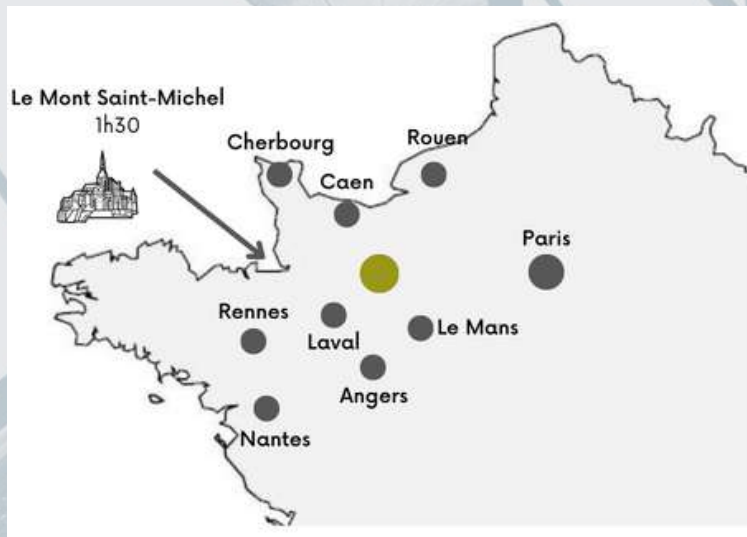 Le Mont Saint-Michel
1h30
Cherbourg
Rouen
Caen
Paris
Rennes
Laval
Le Mans
Angers
Nantes